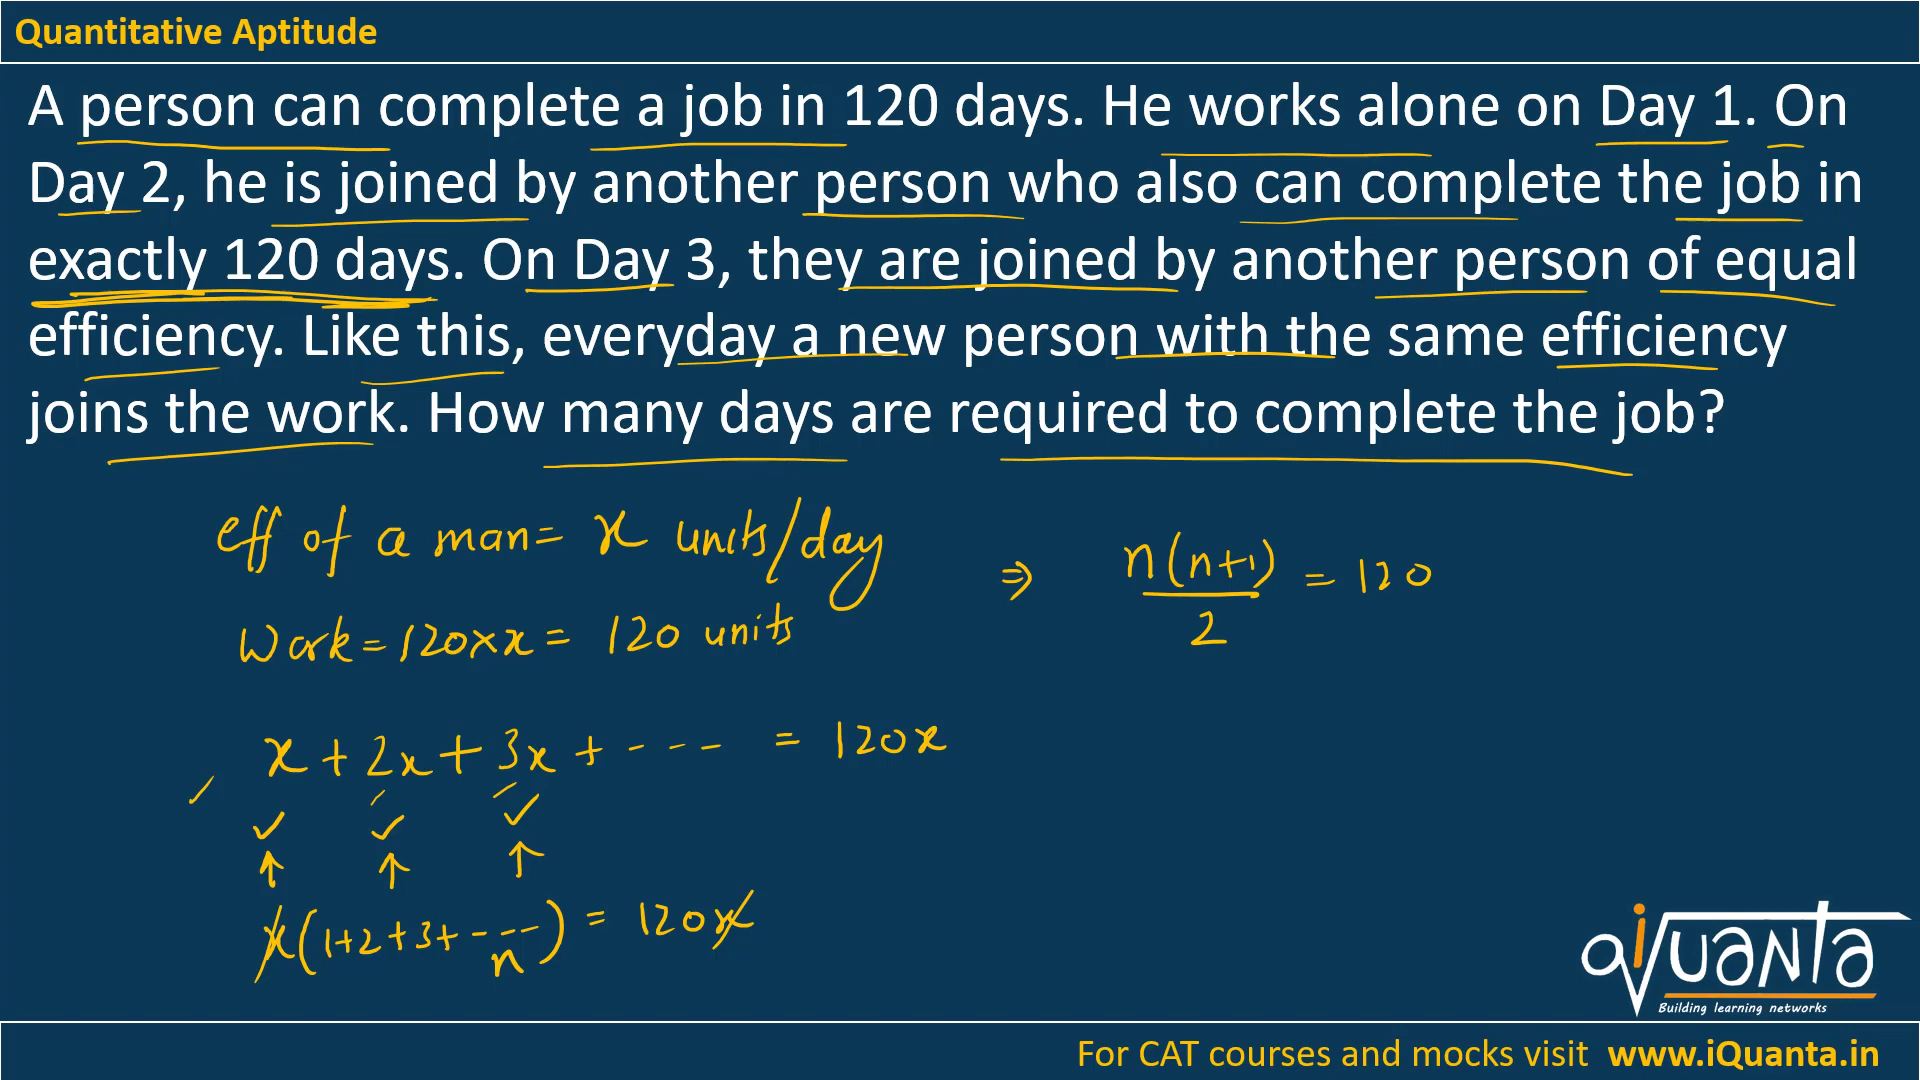 Quantitative Aptitude
A person can complete a job in 120 days. He works alone on Day 1. On
Day 2, he is joined by another person who also can complete the job in
exactly 120 days. On Day 3, they are joined by another person of equal
efficiency. Like this, everyday a new person with the same efficiency
joins the work. How many days are required to complete the job?
eff of a man = x units/day
Work = 120 × x = 120 units
x + 2x + 3x + ---- = 120x
x(1+2+3+----n) = 120x
⇒ n(n+1)/2 = 120
iQuanta
Building learning networks
For CAT courses and mocks visit www.iQuanta.in